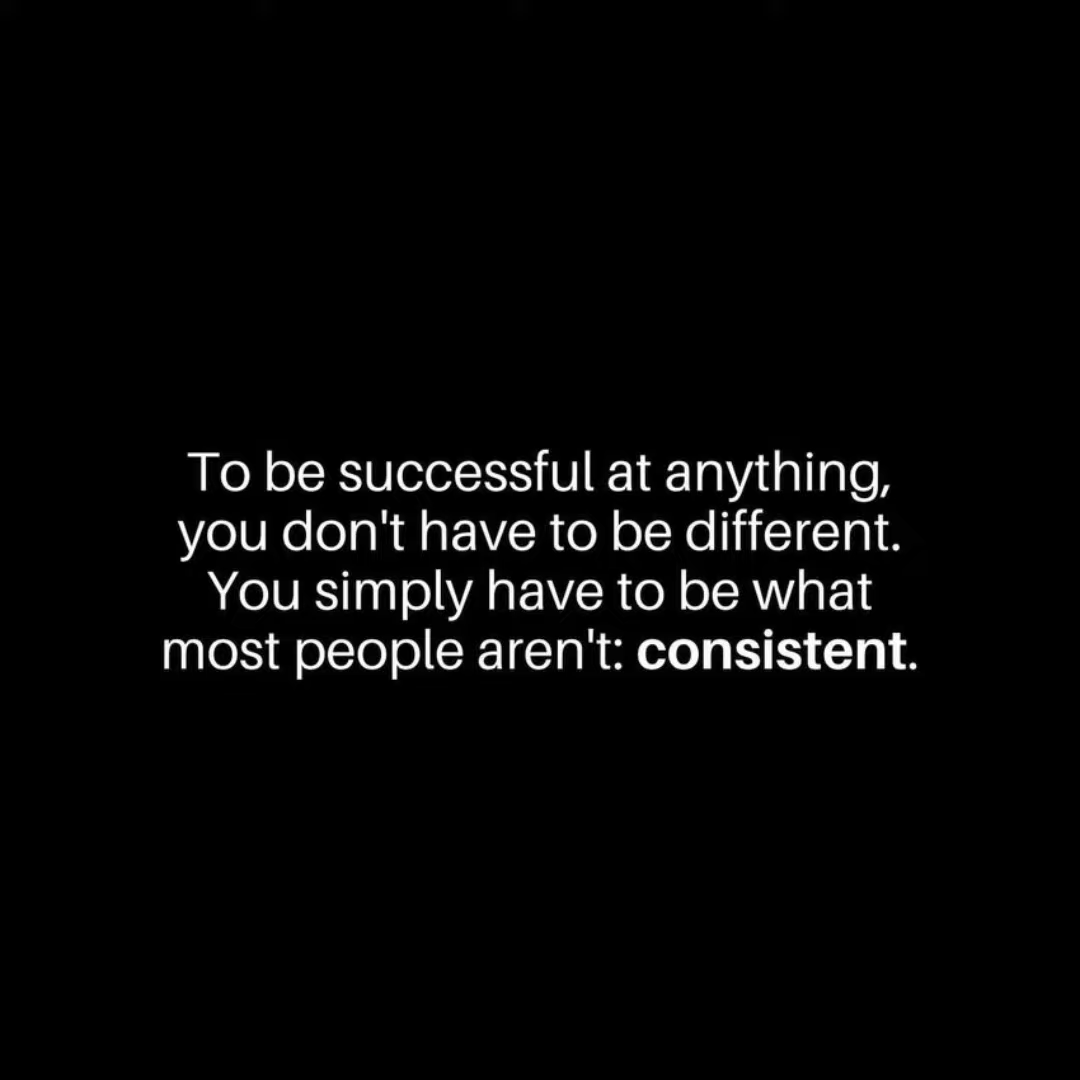 To be successful at anything,
you don't have to be different.
You simply have to be what
most people aren't: consistent.